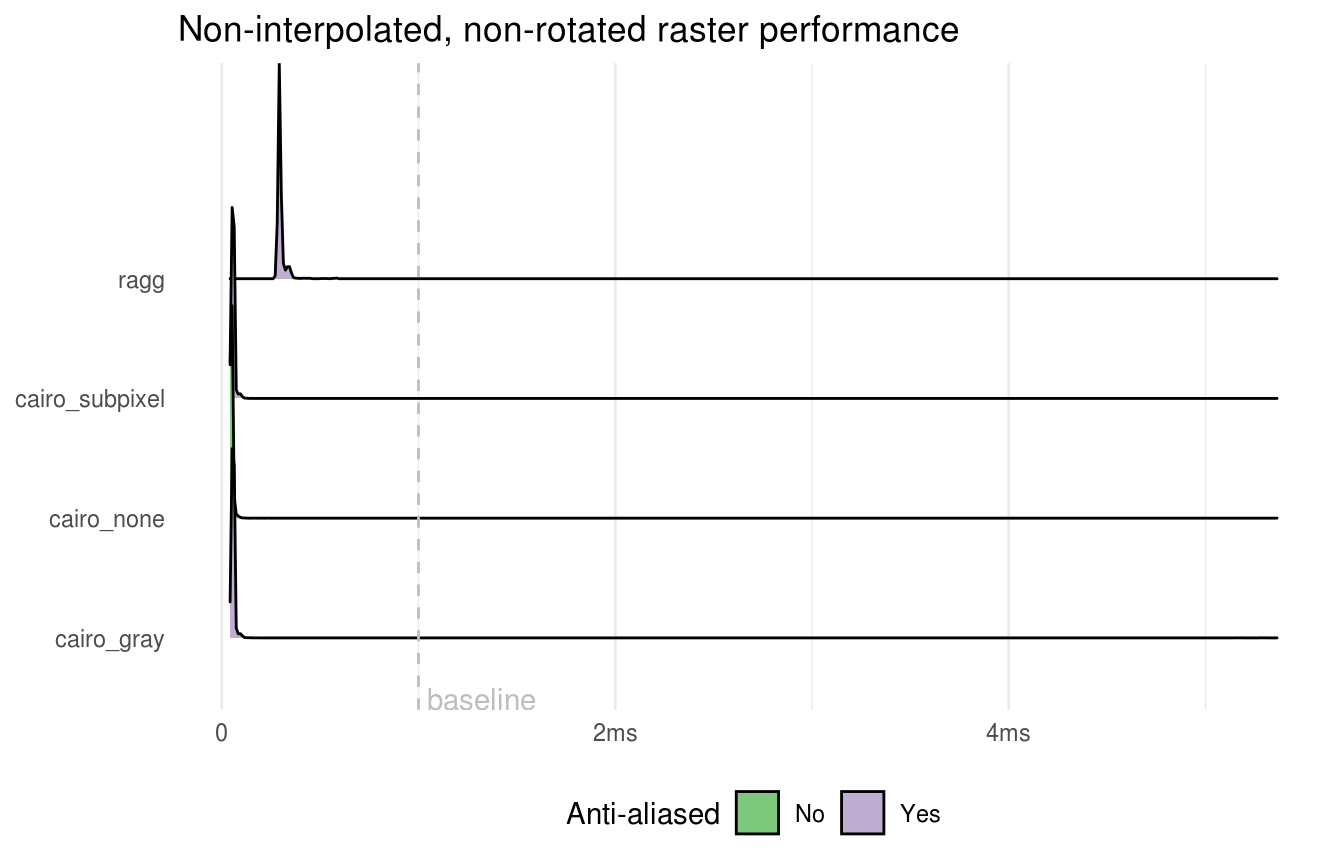 Non-interpolated, non-rotated raster performance
ragg
cairo_subpixel
cairo_none
cairo_gray
baseline
0 2ms 4ms
Anti-aliased No Yes